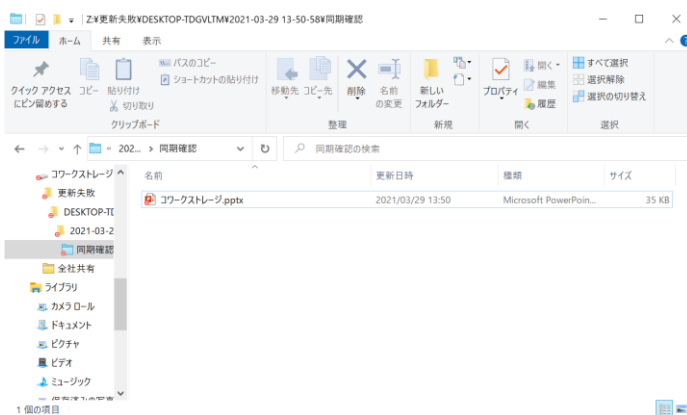 Z:¥更新失敗¥DESKTOP-TDGVLTM¥2021-03-29 13-50-58¥同期確認
ファイル ホーム 共有 表示
クイック アクセスにピン留めする
コピー
貼り付け
パスのコピー
ショートカットの貼り付け
切り取り
クリップボード
移動先 コピー先 削除 名前の変更
整理
新しいフォルダー
新規
プロパティ
開く
編集
履歴
開く
すべて選択
選択解除
選択の切り替え
選択
202... 同期確認
同期確認の検索
コワークストレージ
更新失敗
DESKTOP-TD
2021-03-2
同期確認
全社共有
ライブラリ
カメラ ロール
ドキュメント
ピクチャ
ビデオ
ミュージック
名前 更新日時 種類 サイズ
コワークストレージ.pptx 2021/03/29 13:50 Microsoft PowerPoin... 35 KB
1 個の項目